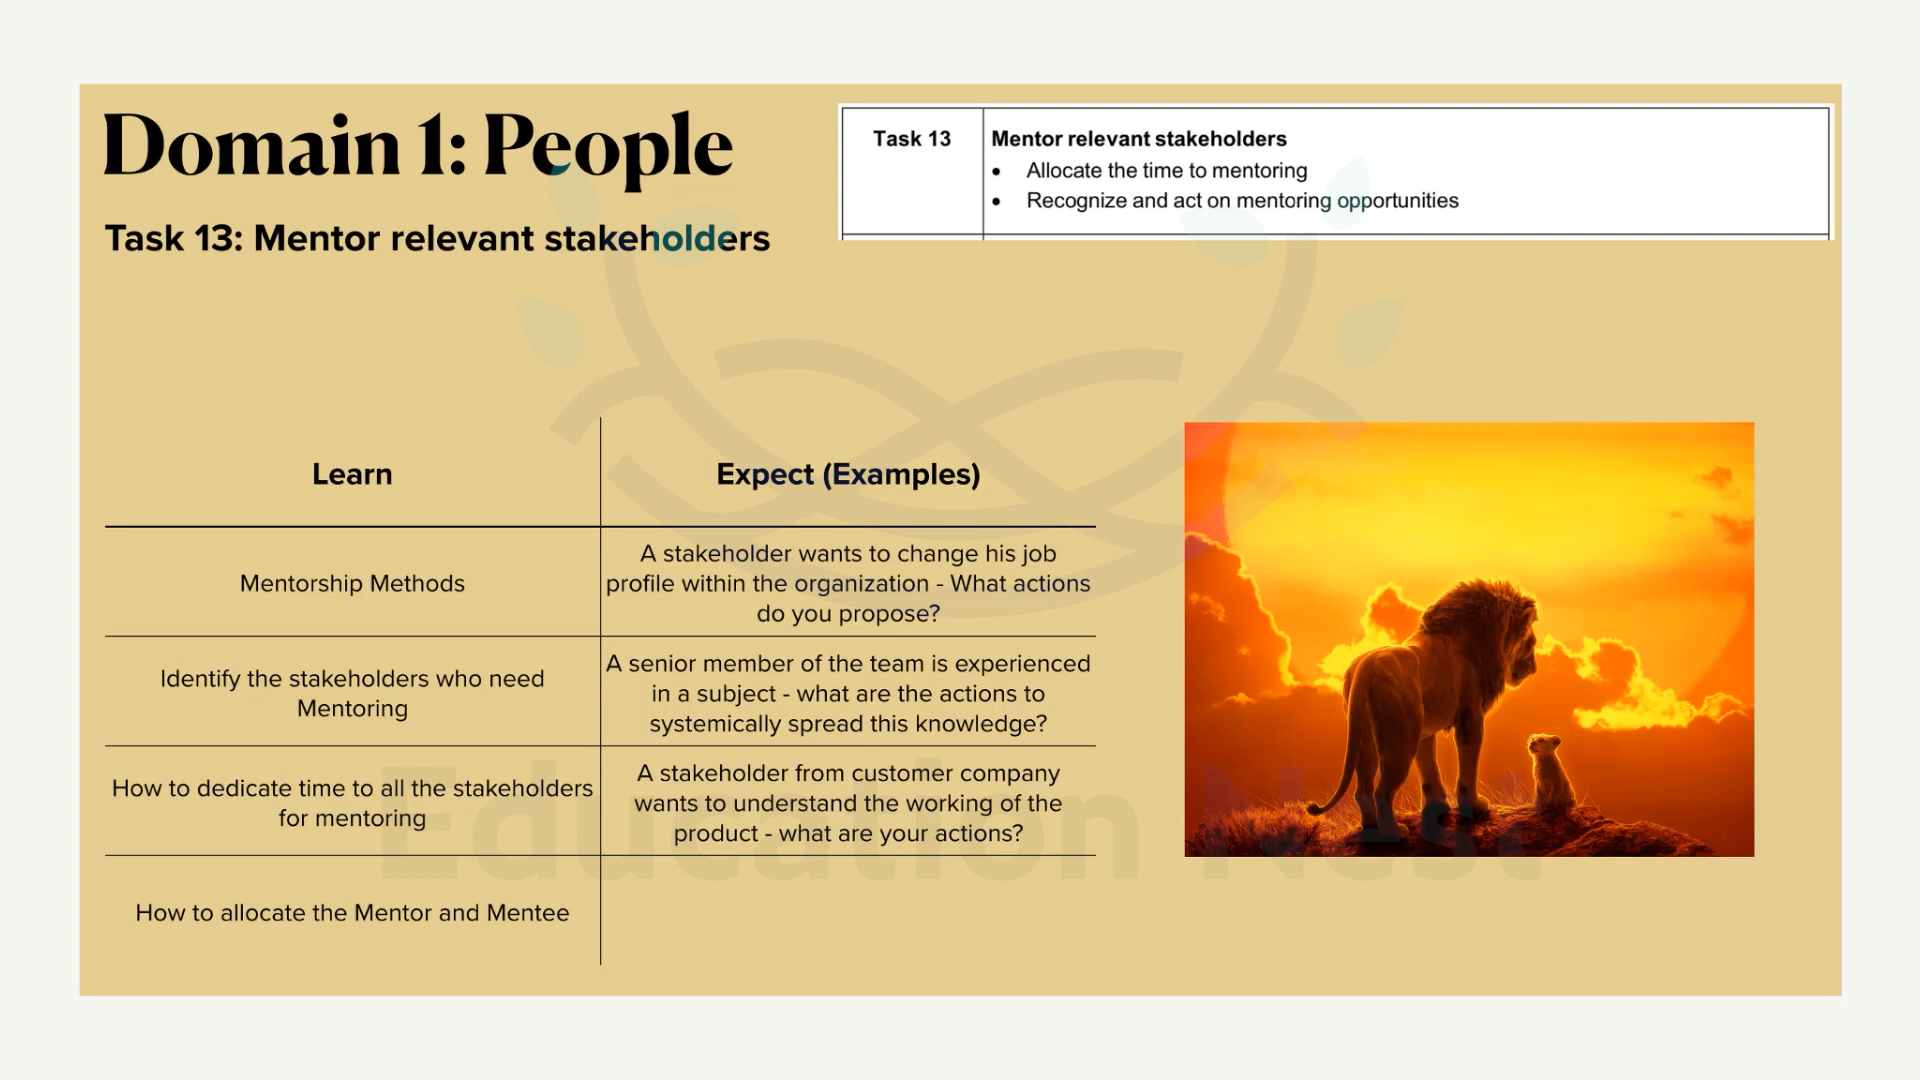 Domain 1: People
Task 13: Mentor relevant stakeholders
Task 13
Mentor relevant stakeholders
• Allocate the time to mentoring
• Recognize and act on mentoring opportunities
Learn
Expect (Examples)
Mentorship Methods
A stakeholder wants to change his job
profile within the organization - What actions
do you propose?
Identify the stakeholders who need
Mentoring
A senior member of the team is experienced
in a subject - what are the actions to
systemically spread this knowledge?
How to dedicate time to all the stakeholders
for mentoring
A stakeholder from customer company
wants to understand the working of the
product - what are your actions?
How to allocate the Mentor and Mentee
Education Nest